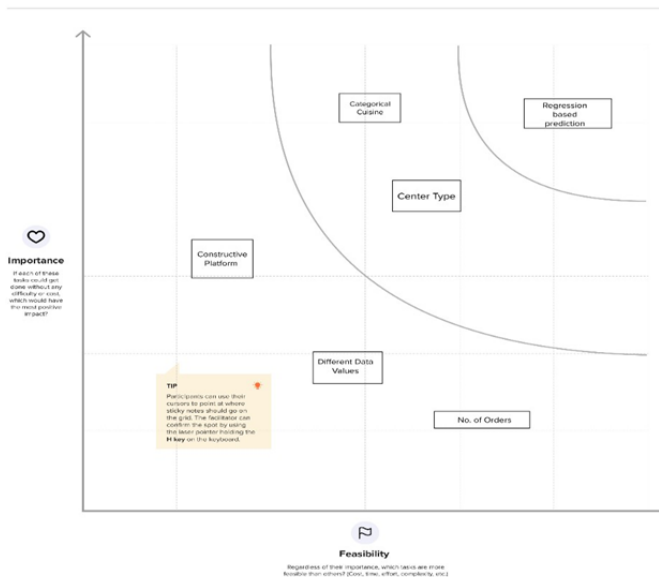 Categorical
Cuisine
Regression
based
prediction
Center Type
Importance
If each of these
tasks could get
done without any
difficulty or cost,
which would have
the most positive
impact?
Constructive
Platform
Different Data
Values
TIP
Participants can use their
cursors to point at where
sticky notes should go on
the grid. The facilitator can
confirm the spot by using
the laser pointer holding the
H key on the keyboard.
No. of Orders
Feasibility
Regardless of their importance, which tasks are more
feasible than others? (Cost, time, effort, complexity, etc.)